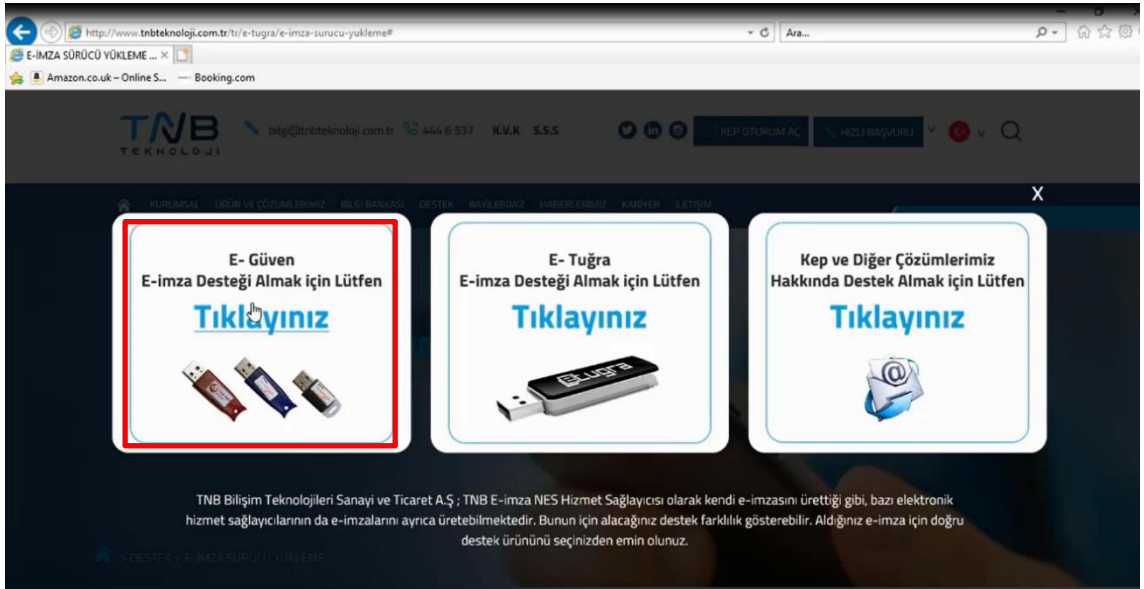 http://www.tnbteknoloji.com.tr/tr/e-tugra/e-imza-surucu-yukleme#
Ara...
E-İMZA SÜRÜCÜ YÜKLEME ...
Amazon.co.uk – Online S...
Booking.com
TNB
TEKNOLOJİ
bilgi@tnbteknoloji.com.tr
444 6 537
K.V.K
S.S.S
KEP OTURUM AÇ
HIZLI BAŞVURU
KURUMSAL ÜRÜN VE ÇÖZÜMLERİMİZ BİLGİ BANKASI DESTEK BAYİLERİMİZ HABERLERİMİZ KARİYER İLETİŞİM
X
E- Güven
E-imza Desteği Almak için Lütfen
Tıklayınız
E- Tuğra
E-imza Desteği Almak için Lütfen
Tıklayınız
etugra
Kep ve Diğer Çözümlerimiz
Hakkında Destek Almak için Lütfen
Tıklayınız
@
TNB Bilişim Teknolojileri Sanayi ve Ticaret A.Ş ; TNB E-imza NES Hizmet Sağlayıcısı olarak kendi e-imzasını ürettiği gibi, bazı elektronik
hizmet sağlayıcılarının da e-imzalarını ayrıca üretebilmektedir. Bunun için alacağınız destek farklılık gösterebilir. Aldığınız e-imza için doğru
destek ürününü seçinizden emin olunuz.
> DESTEK > E-İMZA SÜRÜCÜ YÜKLEME